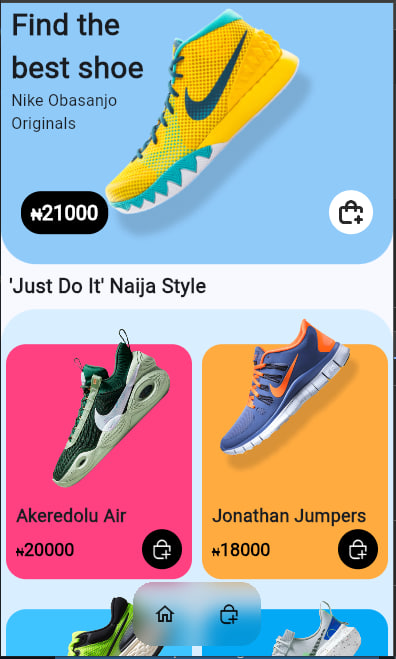 Find the
best shoe
Nike Obasanjo
Originals
₦21000
'Just Do It' Naija Style
Akeredolu Air
₦20000
Jonathan Jumpers
₦18000